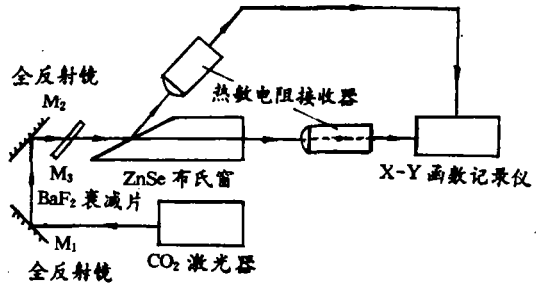 全反射镜
M₂
热敏电阻接收器
M₃
ZnSe 布氏窗
X-Y 函数记录仪
BaF₂ 衰减片
M₁
全反射镜
CO₂ 激光器